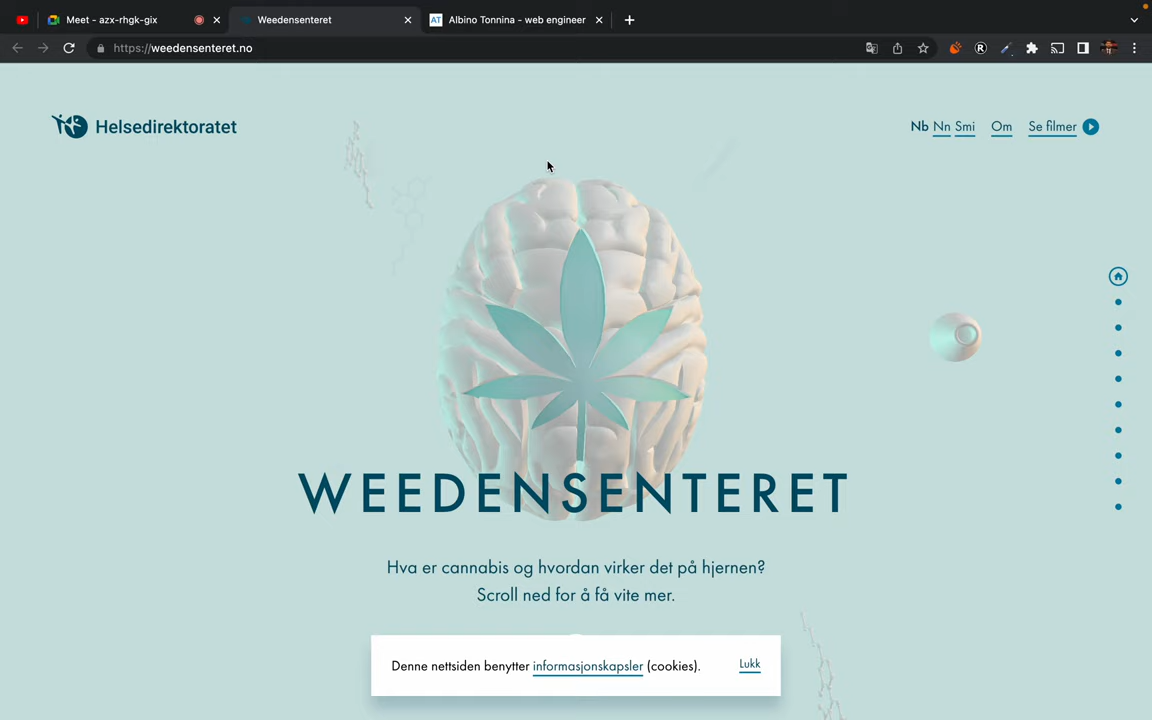 Meet - azx-rhgk-gix
Weedensenteret
AT Albino Tonnina - web engineer
https://weedensenteret.no
Helsedirektoratet
Nb Nn Smi Om Se filmer
WEEDENSENTERET
Hva er cannabis og hvordan virker det på hjernen?
Scroll ned for å få vite mer.
Denne nettsiden benytter informasjonskapsler (cookies). Lukk